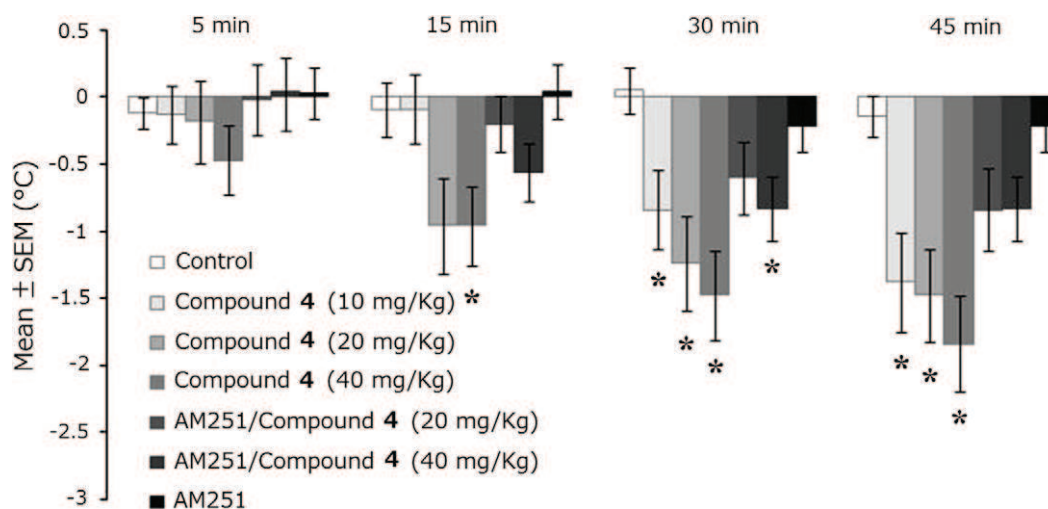 5 min 15 min 30 min 45 min
0.5
0
-0.5
-1
-1.5
-2
-2.5
-3
Mean ± SEM (°C)
Control
Compound 4 (10 mg/Kg)
Compound 4 (20 mg/Kg)
Compound 4 (40 mg/Kg)
AM251/Compound 4 (20 mg/Kg)
AM251/Compound 4 (40 mg/Kg)
AM251
*
* * * *
* * *